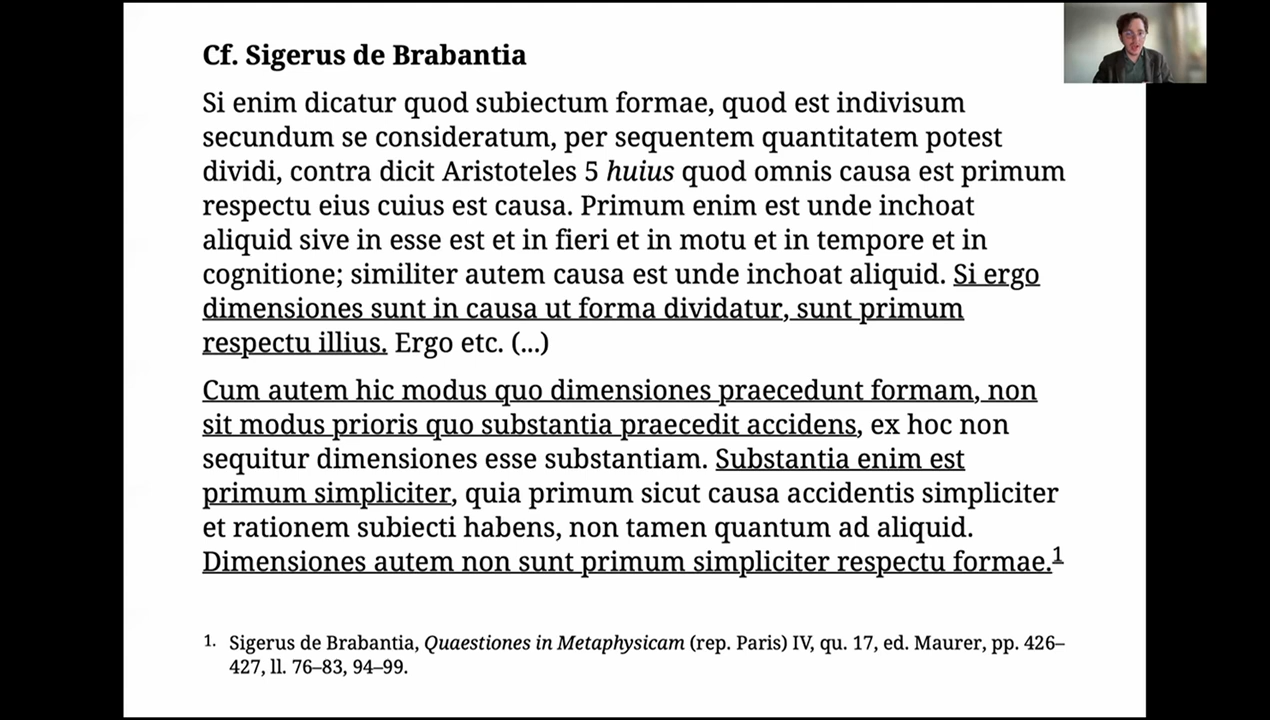 Cf. Sigerus de Brabantia
Si enim dicatur quod subiectum formae, quod est indivisum
secundum se consideratum, per sequentem quantitatem potest
dividi, contra dicit Aristoteles 5 huius quod omnis causa est primum
respectu eius cuius est causa. Primum enim est unde inchoat
aliquid sive in esse est et in fieri et in motu et in tempore et in
cognitione; similiter autem causa est unde inchoat aliquid. Si ergo
dimensiones sunt in causa ut forma dividatur, sunt primum
respectu illius. Ergo etc. (...)
Cum autem hic modus quo dimensiones praecedunt formam, non
sit modus prioris quo substantia praecedit accidens, ex hoc non
sequitur dimensiones esse substantiam. Substantia enim est
primum simpliciter, quia primum sicut causa accidentis simpliciter
et rationem subiecti habens, non tamen quantum ad aliquid.
Dimensiones autem non sunt primum simpliciter respectu formae.1
1. Sigerus de Brabantia, Quaestiones in Metaphysicam (rep. Paris) IV, qu. 17, ed. Maurer, pp. 426–
427, ll. 76–83, 94–99.